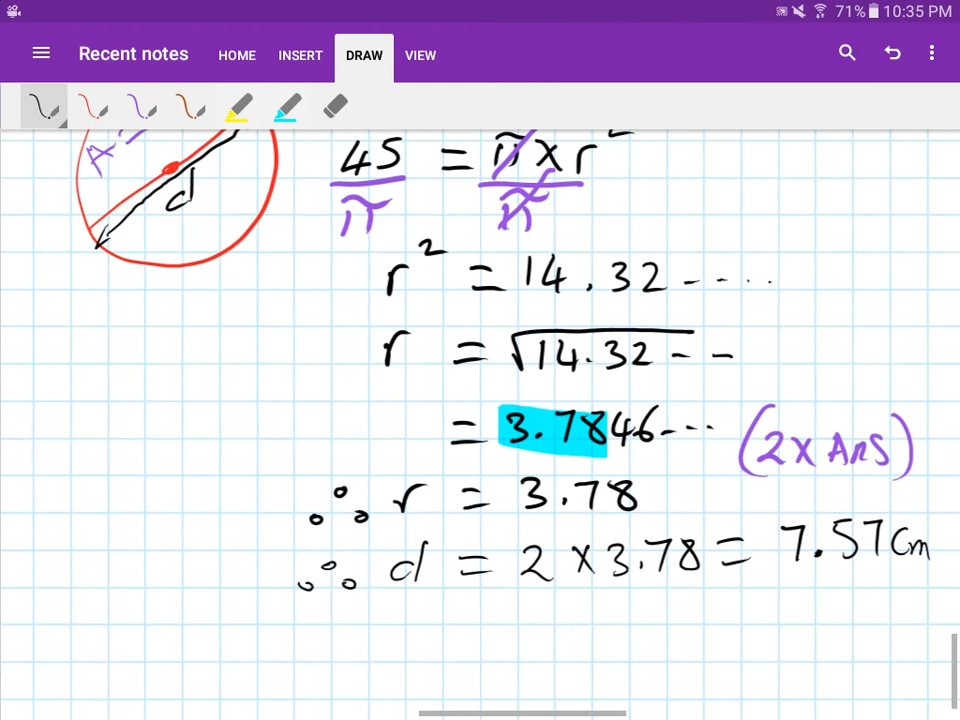 71% 10:35 PM
Recent notes HOME INSERT DRAW VIEW
A=
d
45 = π × r²
π π
r² = 14.32 - - - . .
r = √14.32 - -
= 3.7846 - - . .
(2 × Ans)
∴ r = 3.78
∴ d = 2 × 3.78 = 7.57cm